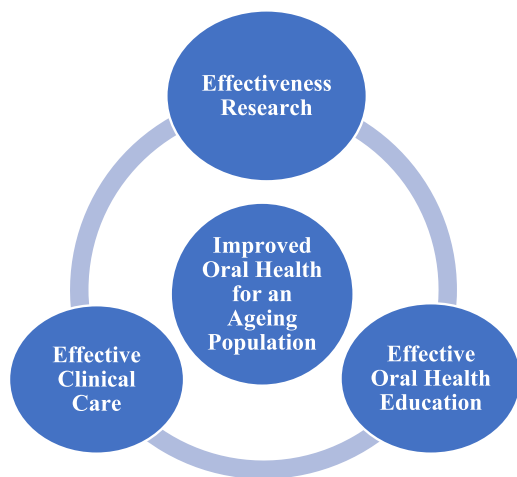 Effectiveness
Research
Improved
Oral Health
for an
Ageing
Population
Effective
Clinical
Care
Effective
Oral Health
Education